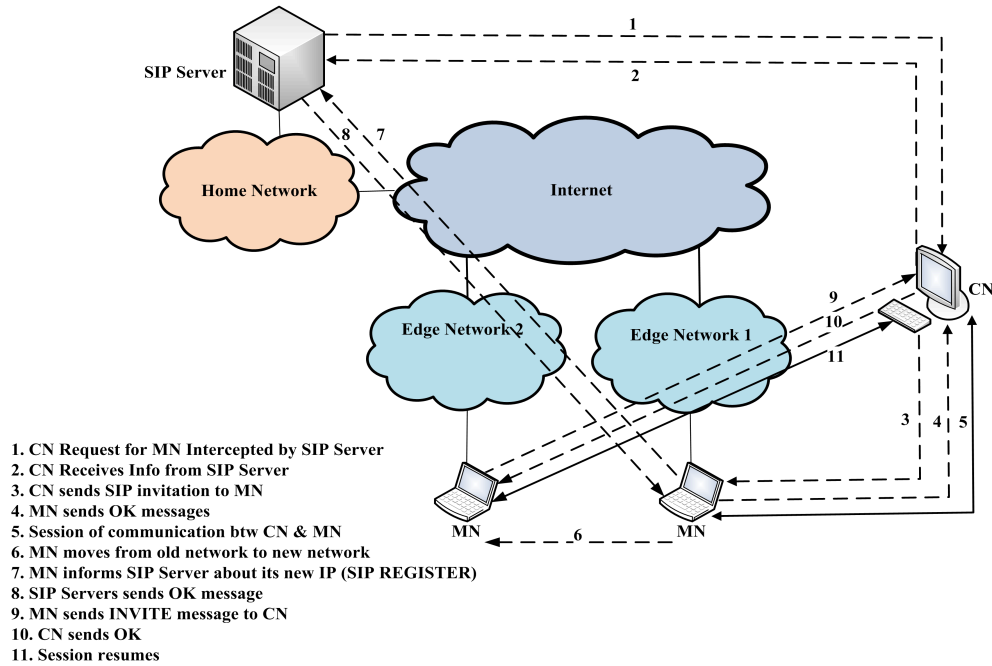 1
SIP Server
2
8
7
Home Network
Internet
CN
9
10
11
Edge Network 2
Edge Network 1
3
4
5
MN
MN
6
1. CN Request for MN Intercepted by SIP Server
2. CN Receives Info from SIP Server
3. CN sends SIP invitation to MN
4. MN sends OK messages
5. Session of communication btw CN & MN
6. MN moves from old network to new network
7. MN informs SIP Server about its new IP (SIP REGISTER)
8. SIP Servers sends OK message
9. MN sends INVITE message to CN
10. CN sends OK
11. Session resumes